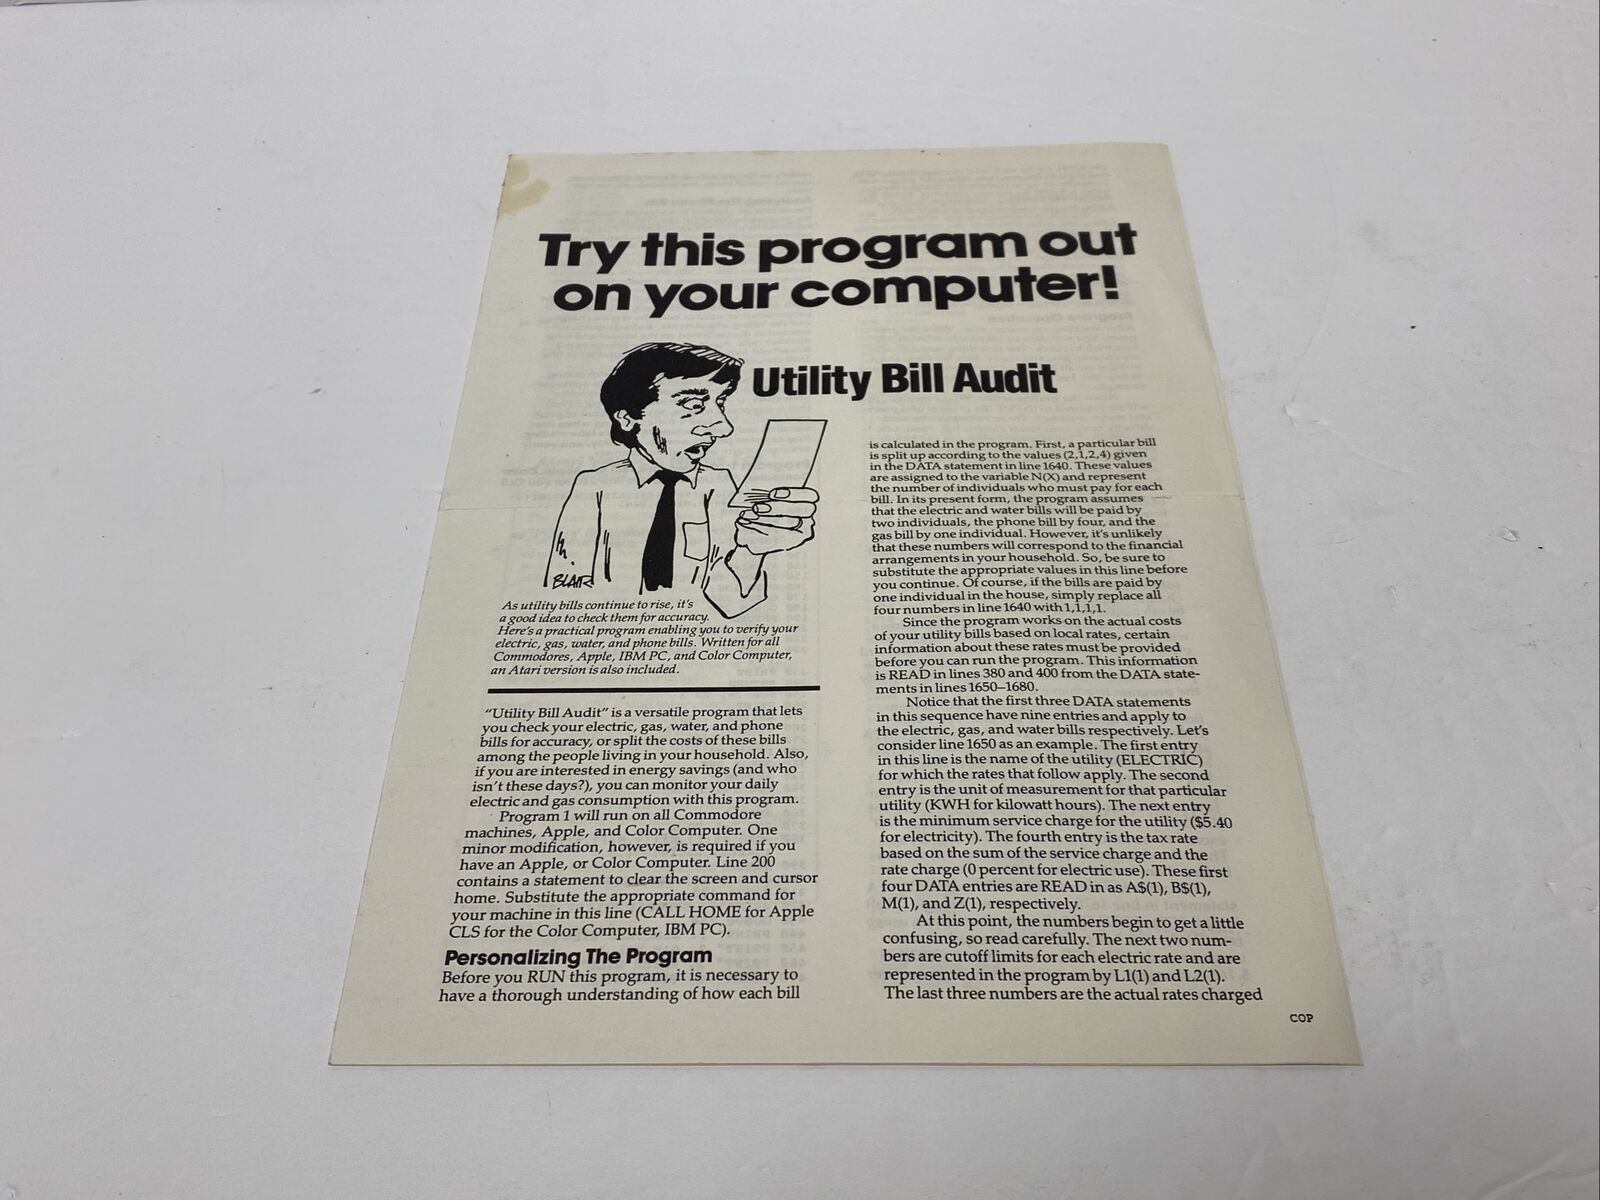 Try this program out
on your computer!
Utility Bill Audit
BLAIR
As utility bills continue to rise, it's
a good idea to check them for accuracy.
Here's a practical program enabling you to verify your
electric, gas, water, and phone bills. Written for all
Commodores, Apple, IBM PC, and Color Computer,
an Atari version is also included.
"Utility Bill Audit" is a versatile program that lets
you check your electric, gas, water, and phone
bills for accuracy, or split the costs of these bills
among the people living in your household. Also,
if you are interested in energy savings (and who
isn't these days?), you can monitor your daily
electric and gas consumption with this program.
Program 1 will run on all Commodore
machines, Apple, and Color Computer. One
minor modification, however, is required if you
have an Apple, or Color Computer. Line 200
contains a statement to clear the screen and cursor
home. Substitute the appropriate command for
your machine in this line (CALL HOME for Apple
CLS for the Color Computer, IBM PC).
Personalizing The Program
Before you RUN this program, it is necessary to
have a thorough understanding of how each bill
is calculated in the program. First, a particular bill
is split up according to the values (2,1,2,4) given
in the DATA statement in line 1640. These values
are assigned to the variable N(X) and represent
the number of individuals who must pay for each
bill. In its present form, the program assumes
that the electric and water bills will be paid by
two individuals, the phone bill by four, and the
gas bill by one individual. However, it's unlikely
that these numbers will correspond to the financial
arrangements in your household. So, be sure to
substitute the appropriate values in this line before
you continue. Of course, if the bills are paid by
one individual in the house, simply replace all
four numbers in line 1640 with 1,1,1,1.
Since the program works on the actual costs
of your utility bills based on local rates, certain
information about these rates must be provided
before you can run the program. This information
is READ in lines 380 and 400 from the DATA state-
ments in lines 1650–1680.
Notice that the first three DATA statements
in this sequence have nine entries and apply to
the electric, gas, and water bills respectively. Let's
consider line 1650 as an example. The first entry
in this line is the name of the utility (ELECTRIC)
for which the rates that follow apply. The second
entry is the unit of measurement for that particular
utility (KWH for kilowatt hours). The next entry
is the minimum service charge for the utility ($5.40
for electricity). The fourth entry is the tax rate
based on the sum of the service charge and the
rate charge (0 percent for electric use). These first
four DATA entries are READ in as A$(1), B$(1),
M(1), and Z(1), respectively.
At this point, the numbers begin to get a little
confusing, so read carefully. The next two num-
bers are cutoff limits for each electric rate and are
represented in the program by L1(1) and L2(1).
The last three numbers are the actual rates charged
COP